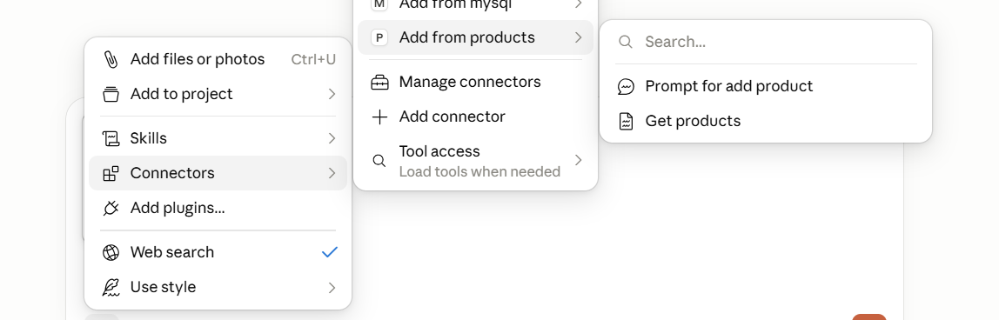 Add files or photos Ctrl+U
Add to project
Skills
Connectors
Add plugins...
Web search
Use style
M Add from mysql
P Add from products
Manage connectors
Add connector
Tool access
Load tools when needed
Search...
Prompt for add product
Get products